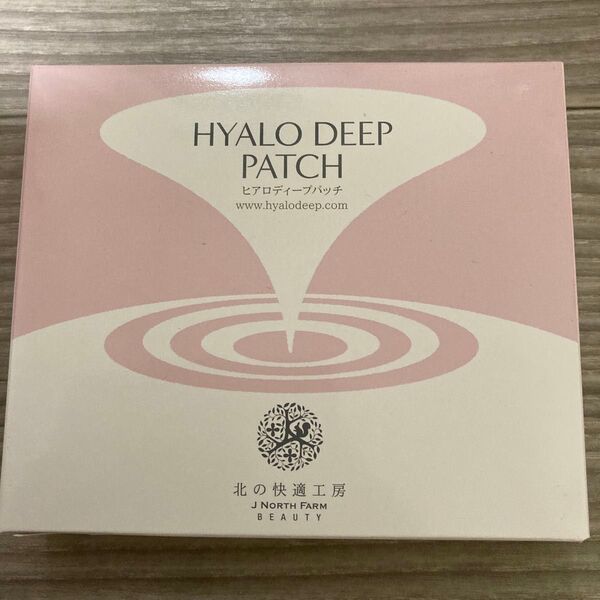 HYALO DEEP
PATCH
ヒアロディープパッチ
www.hyalodeep.com
北の快適工房
J NORTH FARM
BEAUTY